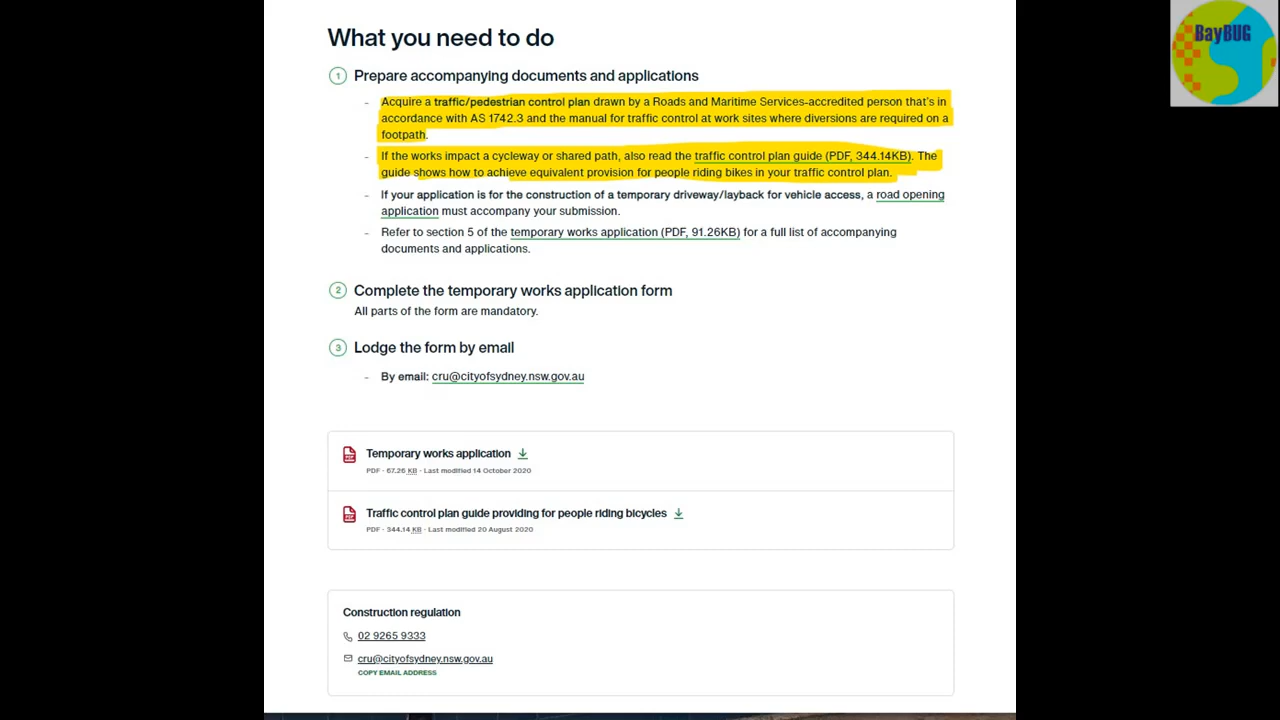 What you need to do
BayBUG
1 Prepare accompanying documents and applications
- Acquire a traffic/pedestrian control plan drawn by a Roads and Maritime Services-accredited person that's in
accordance with AS 1742.3 and the manual for traffic control at work sites where diversions are required on a
footpath.
- If the works impact a cycleway or shared path, also read the traffic control plan guide (PDF, 344.14KB). The
guide shows how to achieve equivalent provision for people riding bikes in your traffic control plan.
- If your application is for the construction of a temporary driveway/layback for vehicle access, a road opening
application must accompany your submission.
- Refer to section 5 of the temporary works application (PDF, 91.26KB) for a full list of accompanying
documents and applications.
2 Complete the temporary works application form
All parts of the form are mandatory.
3 Lodge the form by email
- By email: cru@cityofsydney.nsw.gov.au
PDF Temporary works application
PDF · 67.26 KB · Last modified 14 October 2020
PDF Traffic control plan guide providing for people riding bicycles
PDF · 344.14 KB · Last modified 20 August 2020
Construction regulation
02 9265 9333
cru@cityofsydney.nsw.gov.au
COPY EMAIL ADDRESS